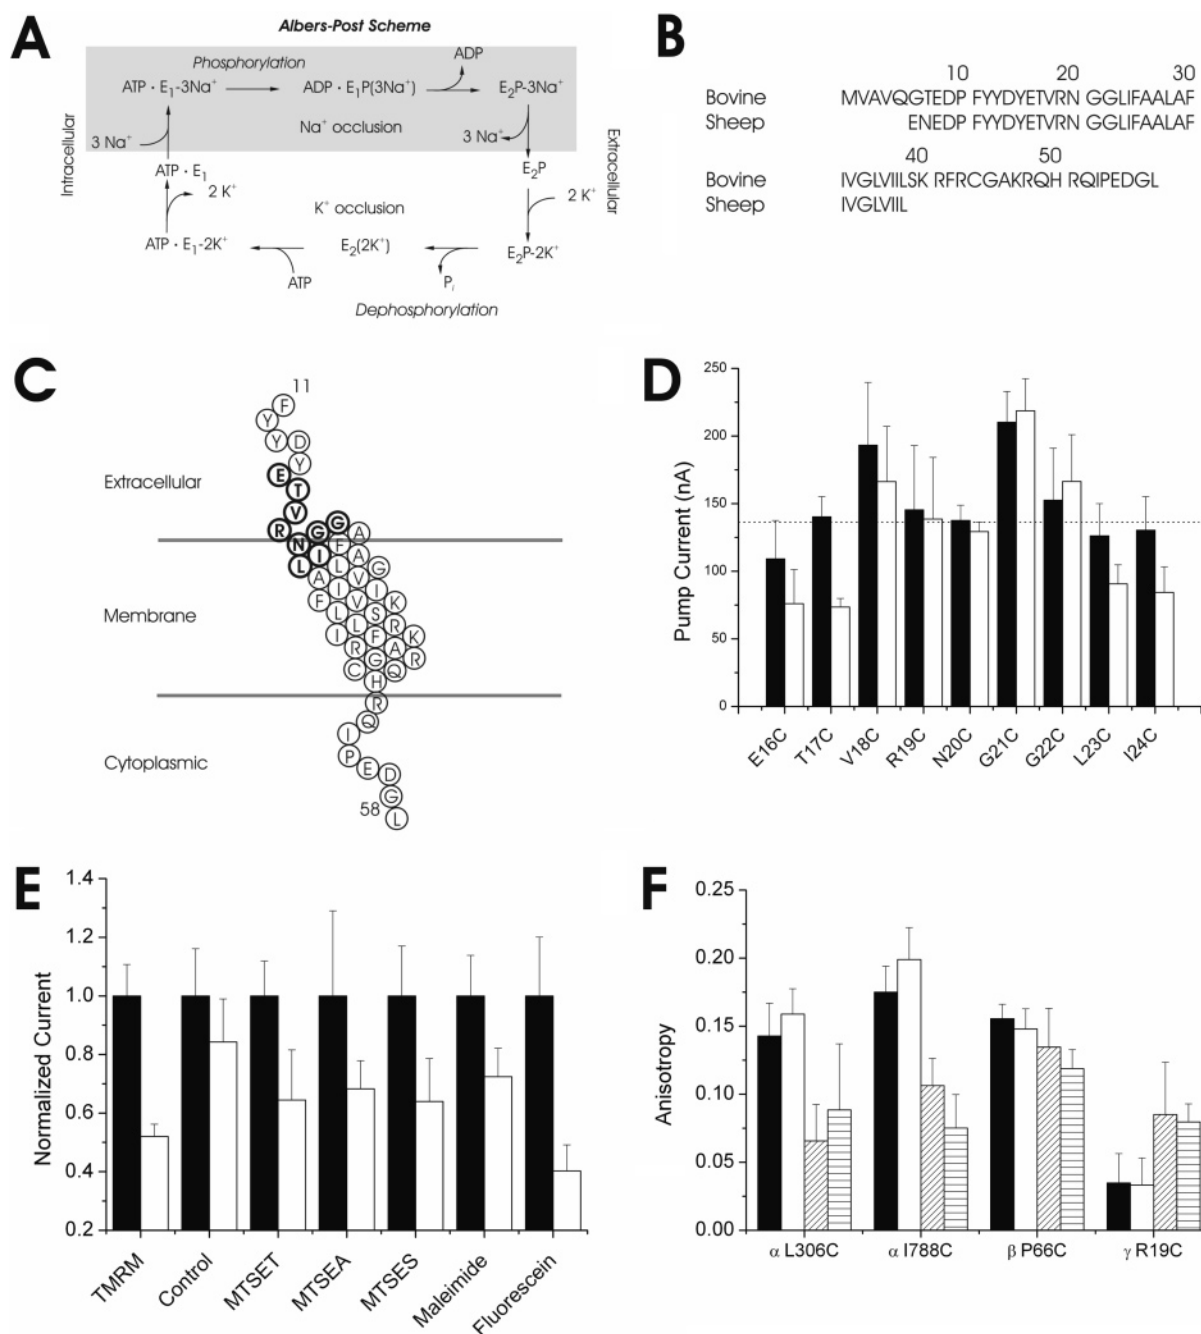 A
Albers-Post Scheme
Phosphorylation
ADP
ATP · E1-3Na+
ADP · E1P(3Na+)
E2P-3Na+
Na+ occlusion
3 Na+
3 Na+
Intracellular
Extracellular
ATP · E1
E2P
2 K+
2 K+
K+ occlusion
ATP · E1-2K+
E2(2K+)
E2P-2K+
ATP
Pi
Dephosphorylation
B
10 20 30
Bovine MVAVQGTEDP FYYDYETVRN GGLIFAALAF
Sheep ENEDP FYYDYETVRN GGLIFAALAF
40 50
Bovine IVGLVIILSK RFRCGAKRQH RQIPEDGL
Sheep IVGLVIIL
C
11
F
Y
Y D
Y
E
T
V
R G G A
N F
L I L A
A V G
F I I
L V S K
I L R
L F K
R A
C G R
Q
H
R
Q
I
P
E D
G
58 L
Extracellular
Membrane
Cytoplasmic
D
Pump Current (nA)
250
200
150
100
50
0
E16C T17C V18C R19C N20C G21C G22C L23C I24C
E
Normalized Current
1.4
1.2
1.0
0.8
0.6
0.4
0.2
TMRM Control MTSET MTSEA MTSES Maleimide Fluorescein
F
Anisotropy
0.25
0.20
0.15
0.10
0.05
0.00
α L306C α I788C β P66C γ R19C